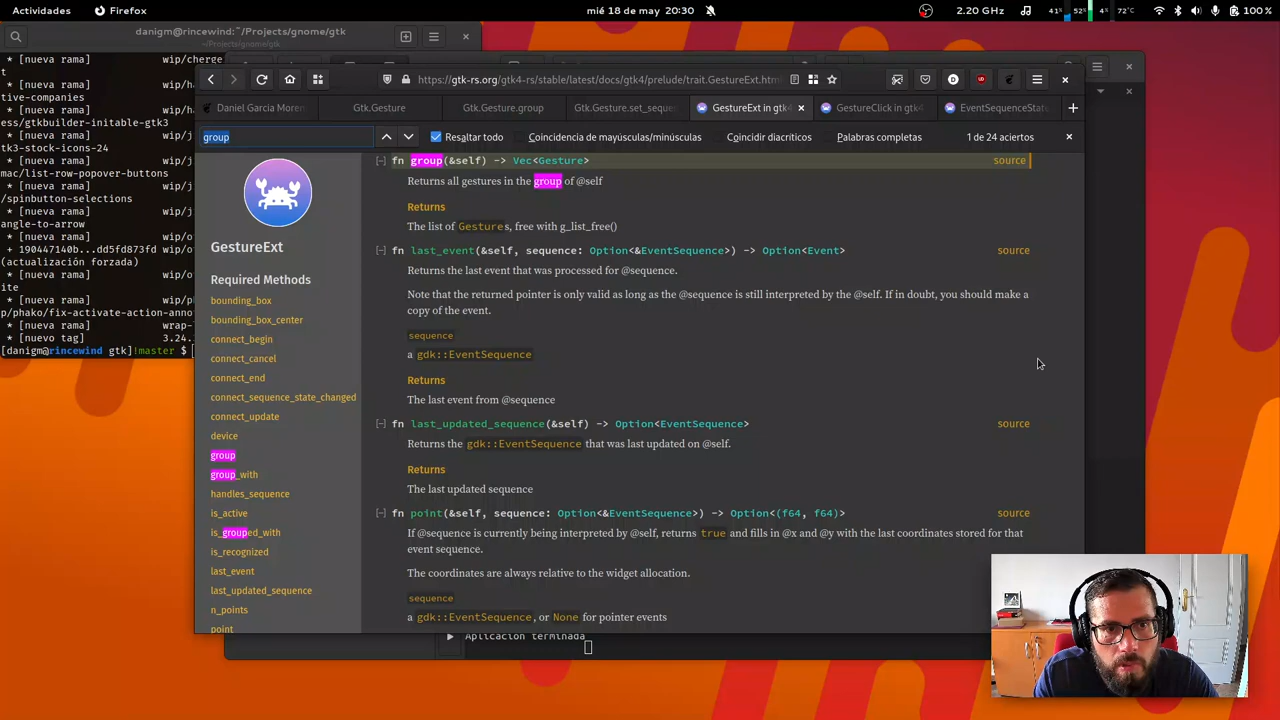 Actividades
Firefox
mié 18 de may 20:30
2.20 GHz
41%
52%
4%
72°C
100 %
danigm@rincewind:~/Projects/gnome/gtk
~/Projects/gnome/gtk
* [nueva rama] wip/cherge
t
* [nueva rama] wip/ha
tive-companies
* [nueva rama] wip/ha
ess/gtkbuilder-initable-gtk3
* [nueva rama] wip/j
tk3-stock-icons-24
* [nueva rama] wip/j
mac/list-row-popover-buttons
* [nueva rama] wip/j
/spinbutton-selections
* [nueva rama] wip/j
angle-to-arrow
+ 190447140b...dd5fd873fd
(actualización forzada)
* [nueva rama] wip/o
ite
* [nueva rama] wip/p
p/phako/fix-activate-action-anno
* [nueva rama] wrap-
* [nuevo tag] 3.24.
[danigm@rincewind gtk]!master $
https://gtk-rs.org/gtk4-rs/stable/latest/docs/gtk4/prelude/trait.GestureExt.htm
Daniel Garcia Moren
Gtk.Gesture
Gtk.Gesture.group
Gtk.Gesture.set_sequen
GestureExt in gtk4
GestureClick in gtk4
EventSequenceStat
group
Resaltar todo
Coincidencia de mayúsculas/minúsculas
Coincidir diacríticos
Palabras completas
1 de 24 aciertos
GestureExt
Required Methods
bounding_box
bounding_box_center
connect_begin
connect_cancel
connect_end
connect_sequence_state_changed
connect_update
device
group
group_with
handles_sequence
is_active
is_grouped_with
is_recognized
last_event
last_updated_sequence
n_points
point
[-] fn group(&self) -> Vec<Gesture> source
Returns all gestures in the group of @self
Returns
The list of Gestures, free with g_list_free()
[-] fn last_event(&self, sequence: Option<&EventSequence>) -> Option<Event> source
Returns the last event that was processed for @sequence.
Note that the returned pointer is only valid as long as the @sequence is still interpreted by the @self. If in doubt, you should make a
copy of the event.
sequence
a gdk::EventSequence
Returns
The last event from @sequence
[-] fn last_updated_sequence(&self) -> Option<EventSequence> source
Returns the gdk::EventSequence that was last updated on @self.
Returns
The last updated sequence
[-] fn point(&self, sequence: Option<&EventSequence>) -> Option<(f64, f64)> source
If @sequence is currently being interpreted by @self, returns true and fills in @x and @y with the last coordinates stored for that
event sequence.
The coordinates are always relative to the widget allocation.
sequence
a gdk::EventSequence, or None for pointer events
Aplicación terminada